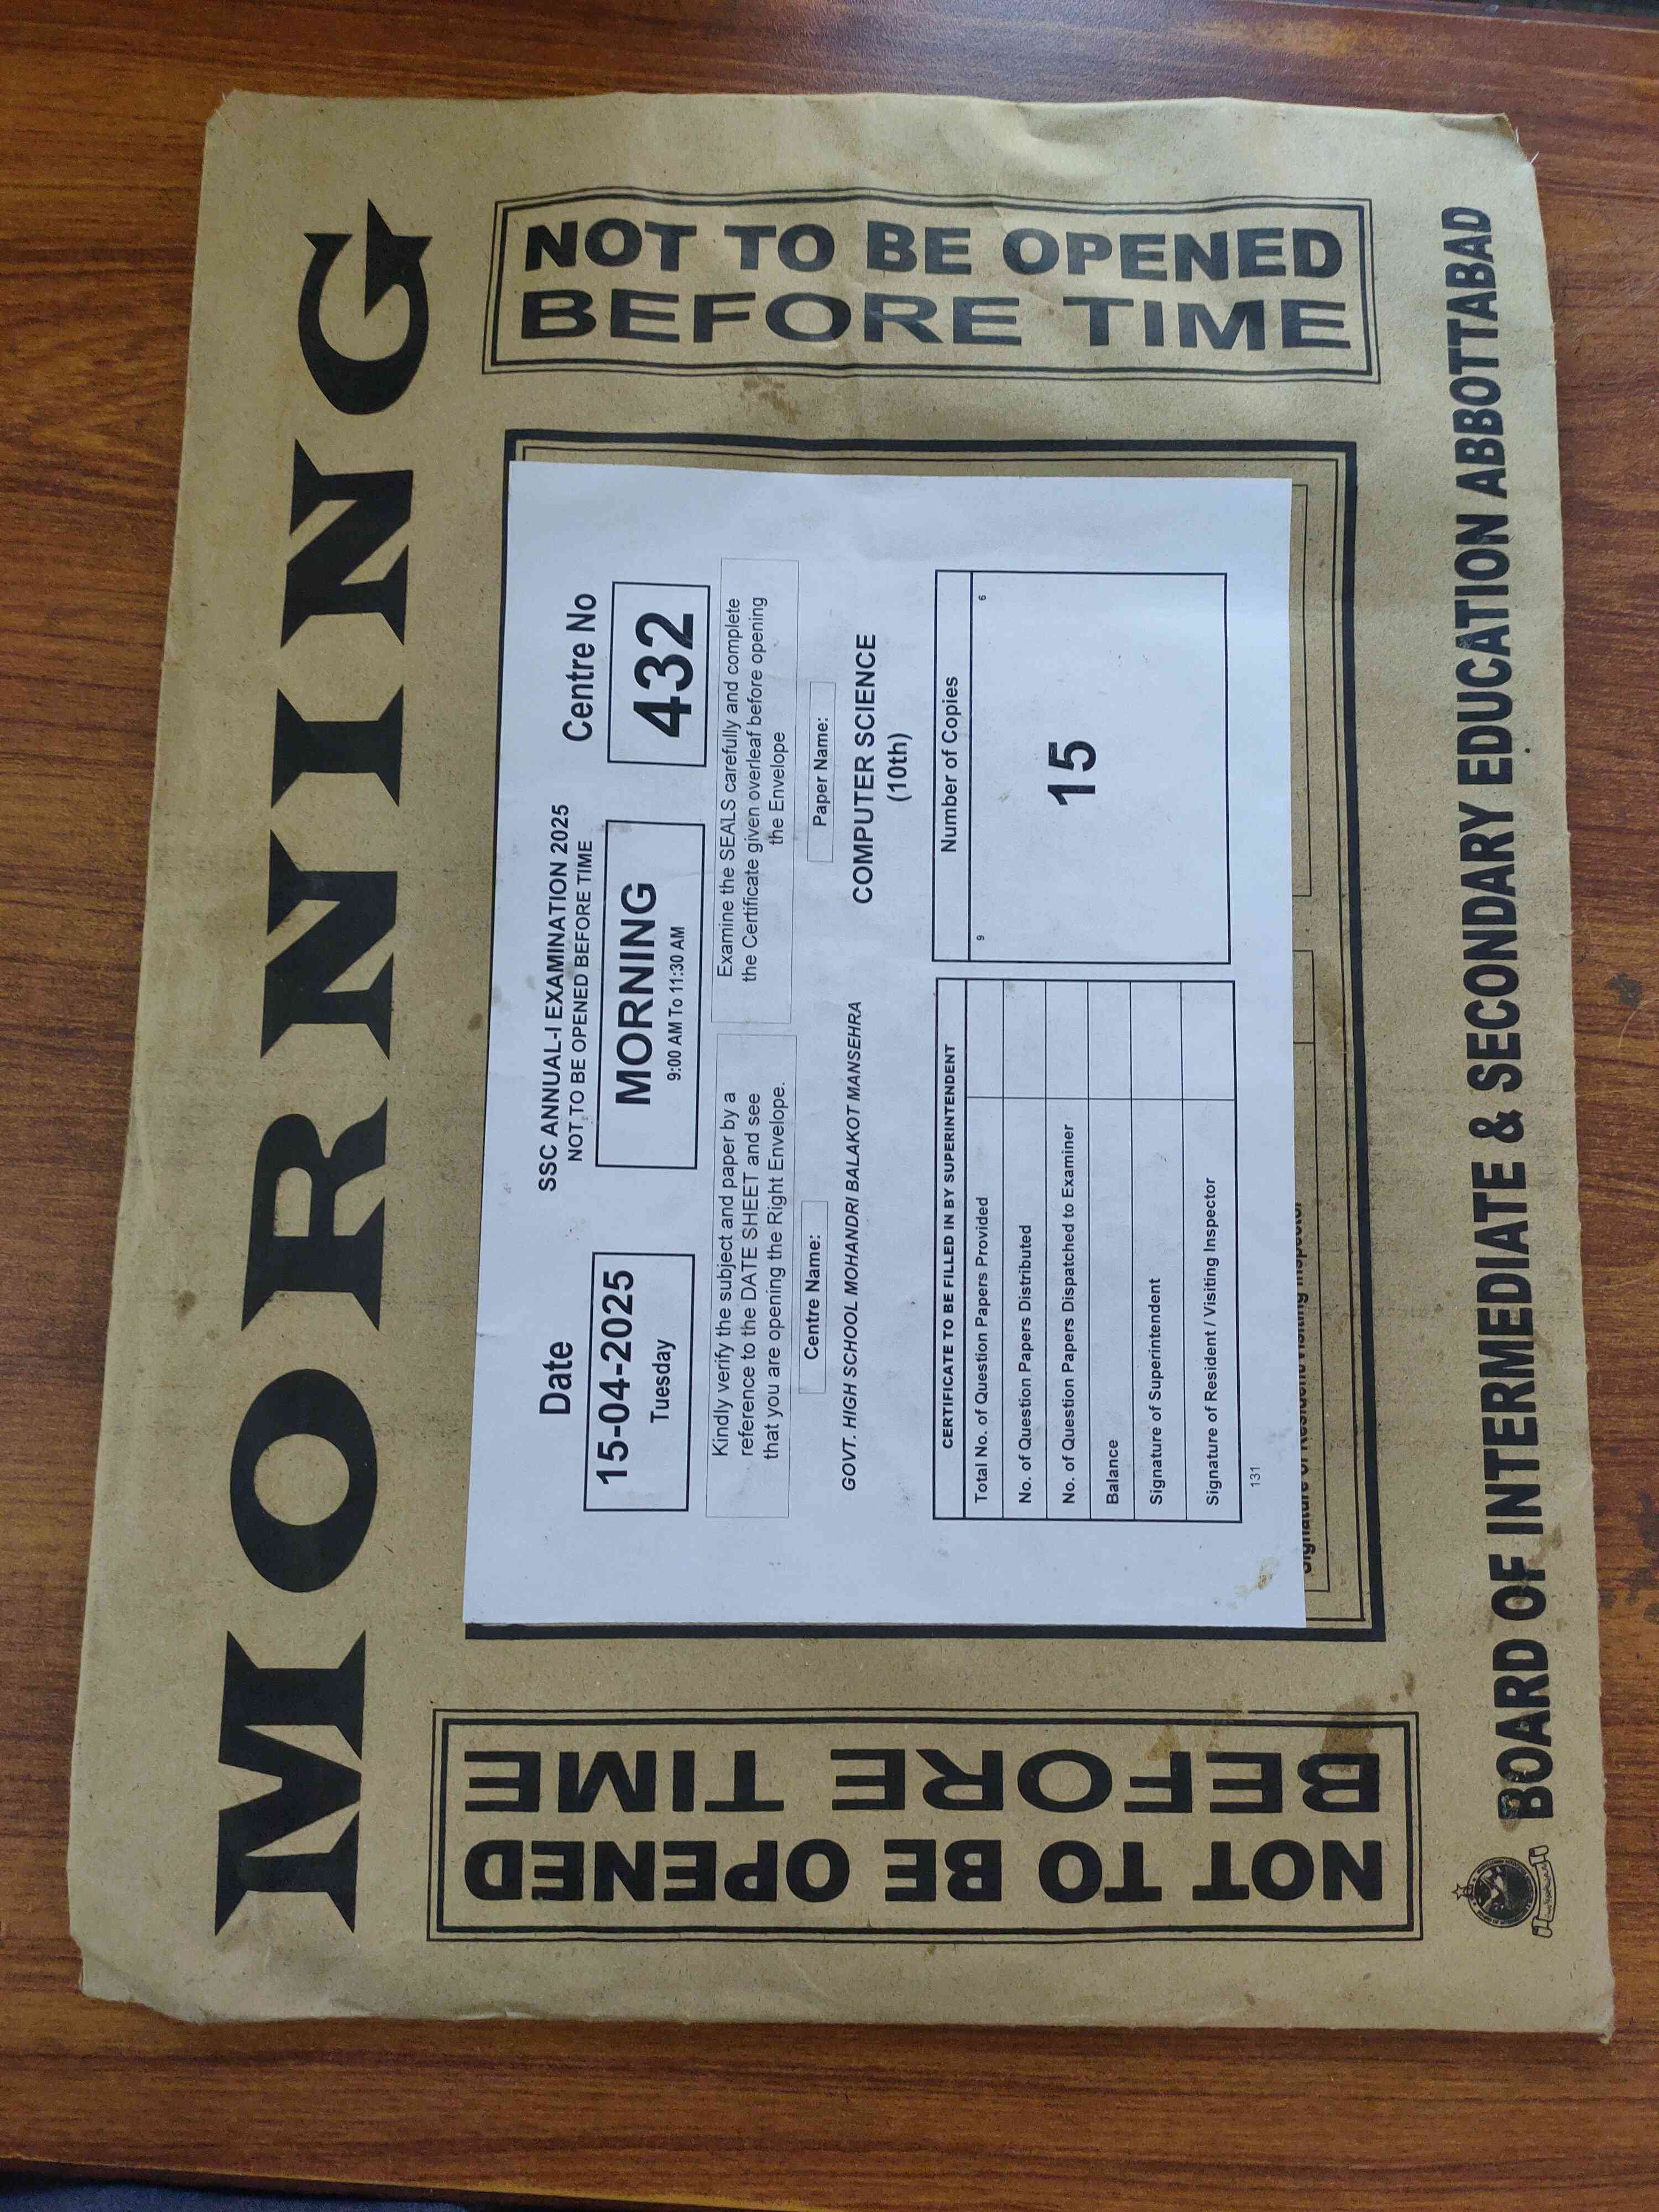 MORNING
NOT TO BE OPENED
BEFORE TIME
SSC ANNUAL-I EXAMINATION 2025
NOT TO BE OPENED BEFORE TIME
Date
15-04-2025
Tuesday
MORNING
9:00 AM To 11:30 AM
Centre No
432
Kindly verify the subject and paper by a
reference to the DATE SHEET and see
that you are opening the Right Envelope.
Examine the SEALS carefully and complete
the Certificate given overleaf before opening
the Envelope
Centre Name:
GOVT. HIGH SCHOOL MOHANDRI BALAKOT MANSEHRA
Paper Name:
COMPUTER SCIENCE
(10th)
CERTIFICATE TO BE FILLED IN BY SUPERINTENDENT
Total No. of Question Papers Provided
No. of Question Papers Distributed
No. of Question Papers Dispatched to Examiner
Balance
Signature of Superintendent
Signature of Resident / Visiting Inspector
Number of Copies
9 6
15
131
NOT TO BE OPENED
BEFORE TIME
BOARD OF INTERMEDIATE & SECONDARY EDUCATION ABBOTTABAD